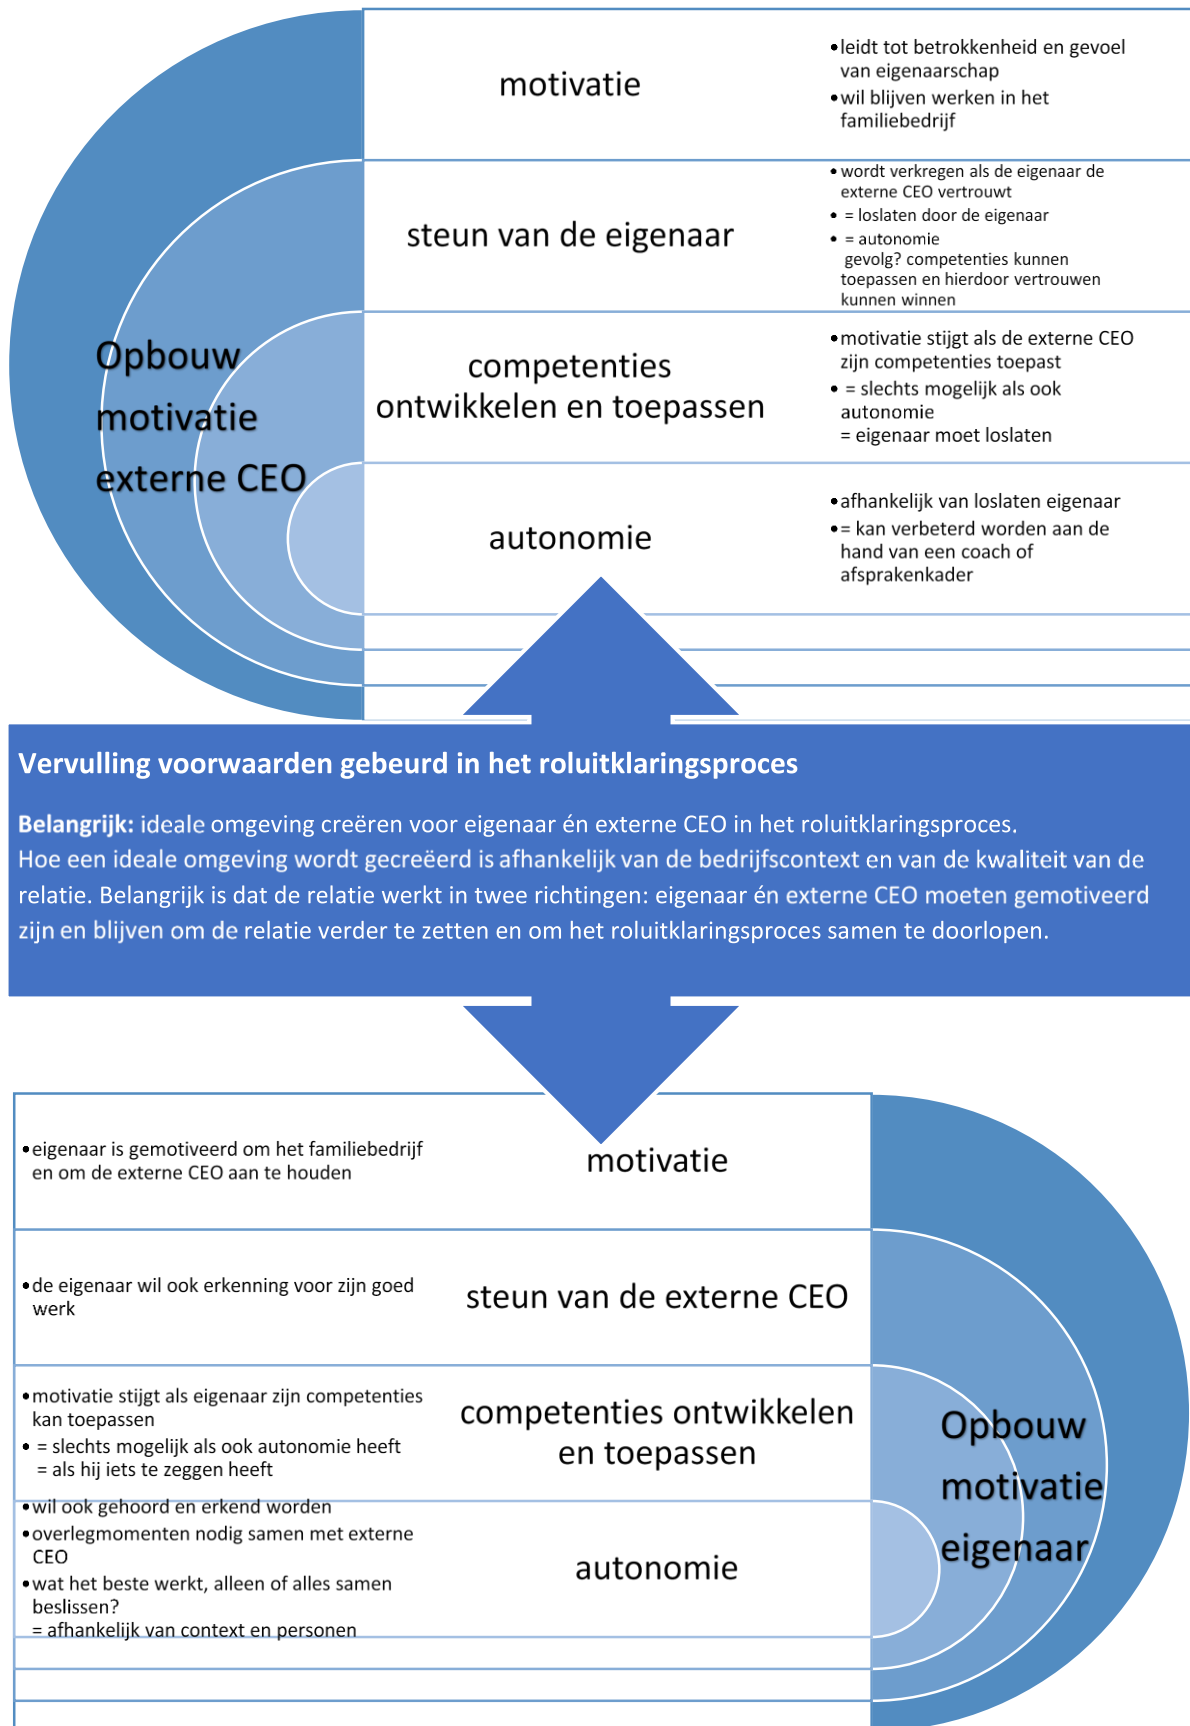 Opbouw
motivatie
externe CEO
motivatie
•leidt tot betrokkenheid en gevoel
van eigenaarschap
•wil blijven werken in het
familiebedrijf
steun van de eigenaar
•wordt verkregen als de eigenaar de
externe CEO vertrouwt
• = loslaten door de eigenaar
• = autonomie
gevolg? competenties kunnen
toepassen en hierdoor vertrouwen
kunnen winnen
competenties
ontwikkelen en toepassen
•motivatie stijgt als de externe CEO
zijn competenties toepast
• = slechts mogelijk als ook
autonomie
= eigenaar moet loslaten
autonomie
•afhankelijk van loslaten eigenaar
•= kan verbeterd worden aan de
hand van een coach of
afsprakenkader
Vervulling voorwaarden gebeurd in het roluitklaringsproces
Belangrijk: ideale omgeving creëren voor eigenaar én externe CEO in het roluitklaringsproces.
Hoe een ideale omgeving wordt gecreëerd is afhankelijk van de bedrijfscontext en van de kwaliteit van de
relatie. Belangrijk is dat de relatie werkt in twee richtingen: eigenaar én externe CEO moeten gemotiveerd
zijn en blijven om de relatie verder te zetten en om het roluitklaringsproces samen te doorlopen.
•eigenaar is gemotiveerd om het familiebedrijf
en om de externe CEO aan te houden
motivatie
•de eigenaar wil ook erkenning voor zijn goed
werk
steun van de externe CEO
•motivatie stijgt als eigenaar zijn competenties
kan toepassen
• = slechts mogelijk als ook autonomie heeft
= als hij iets te zeggen heeft
competenties ontwikkelen
en toepassen
•wil ook gehoord en erkend worden
•overlegmomenten nodig samen met externe
CEO
•wat het beste werkt, alleen of alles samen
beslissen?
= afhankelijk van context en personen
autonomie
Opbouw
motivatie
eigenaar